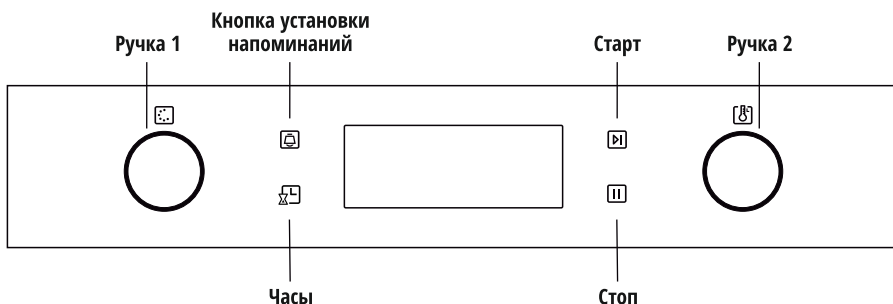 Кнопка установки
напоминаний
Ручка 1
Старт
Ручка 2
Часы
Стоп